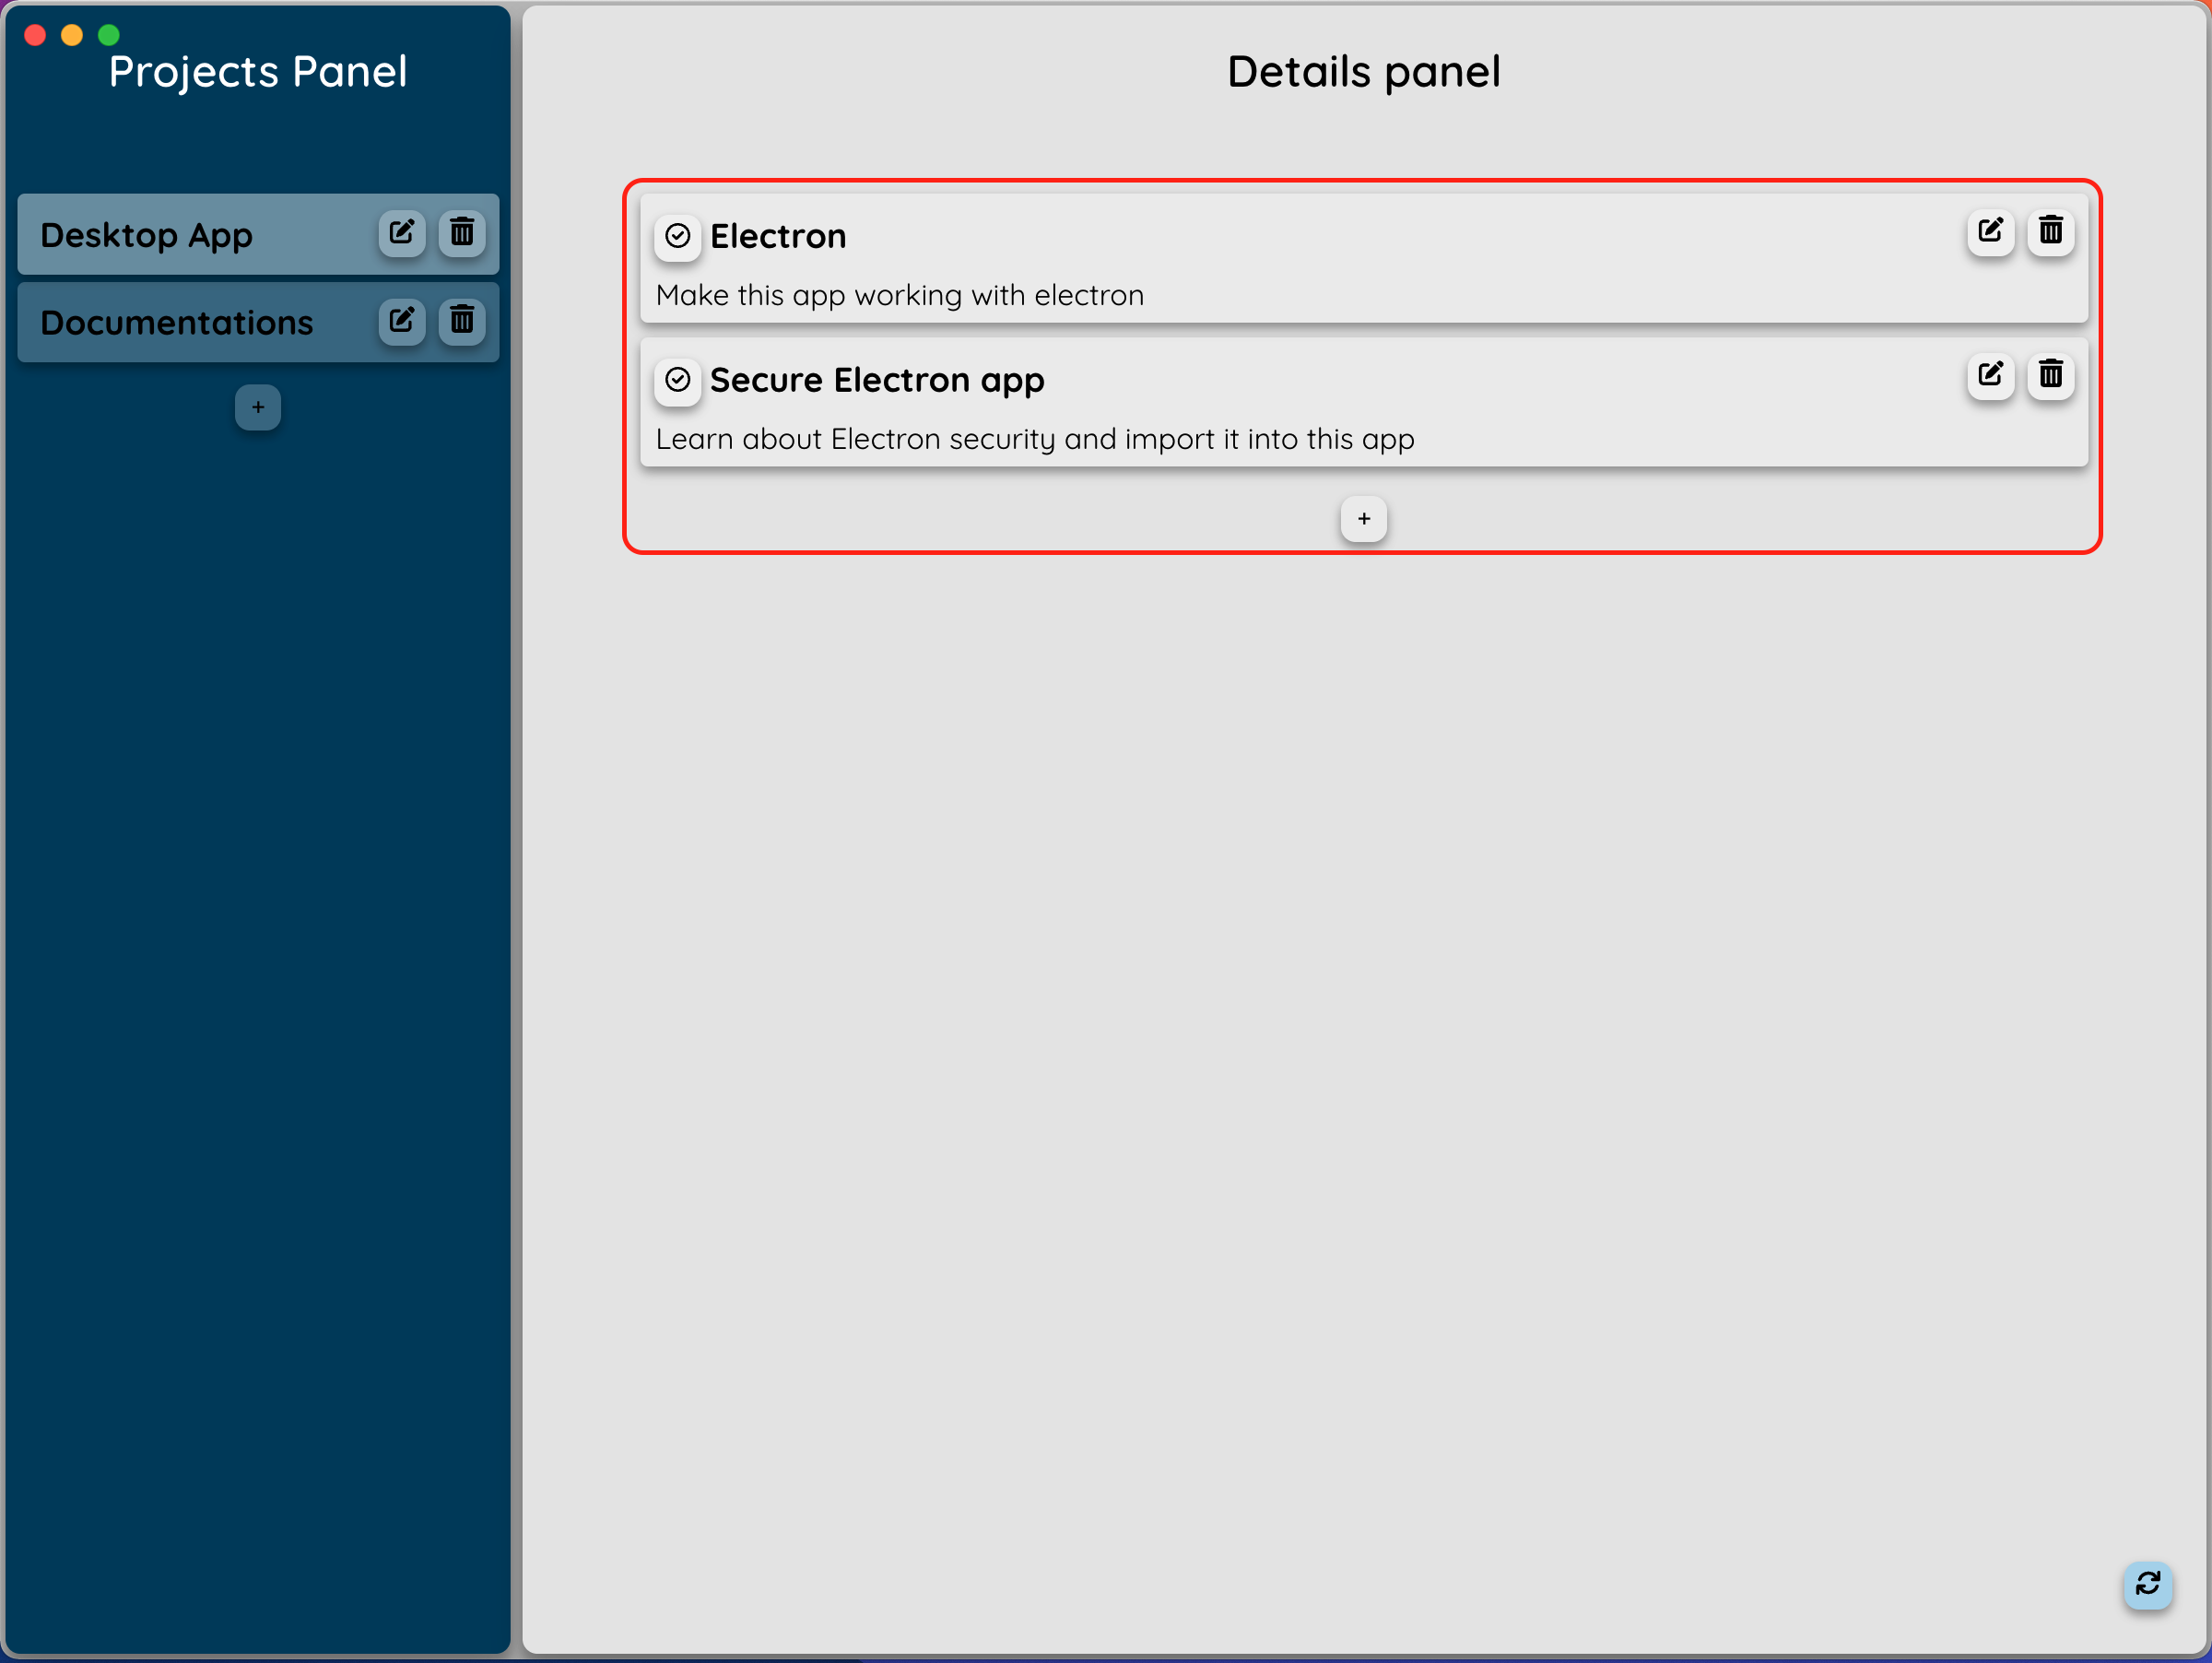 Projects Panel
Desktop App
Documentations
+
Details panel
Electron
Make this app working with electron
Secure Electron app
Learn about Electron security and import it into this app
+